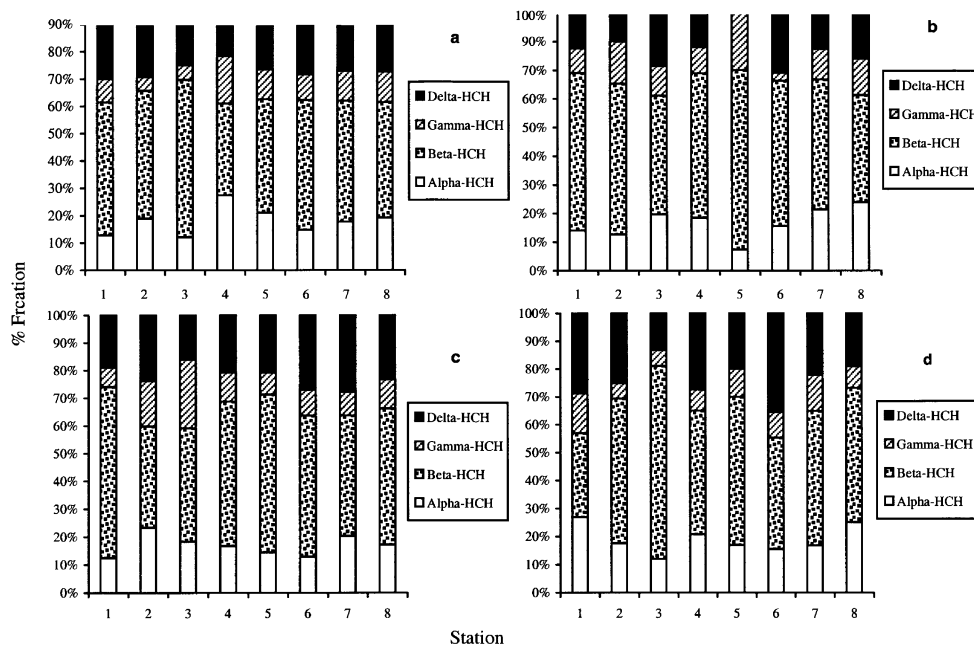 90%
80%
70%
60%
50%
40%
30%
20%
10%
0%
a
Delta-HCH
Gamma-HCH
Beta-HCH
Alpha-HCH
1 2 3 4 5 6 7 8
100%
90%
80%
70%
60%
50%
40%
30%
20%
10%
0%
b
Delta-HCH
Gamma-HCH
Beta-HCH
Alpha-HCH
1 2 3 4 5 6 7 8
% Frcation
100%
90%
80%
70%
60%
50%
40%
30%
20%
10%
0%
c
Delta-HCH
Gamma-HCH
Beta-HCH
Alpha-HCH
1 2 3 4 5 6 7 8
100%
90%
80%
70%
60%
50%
40%
30%
20%
10%
0%
d
Delta-HCH
Gamma-HCH
Beta-HCH
Alpha-HCH
1 2 3 4 5 6 7 8
Station